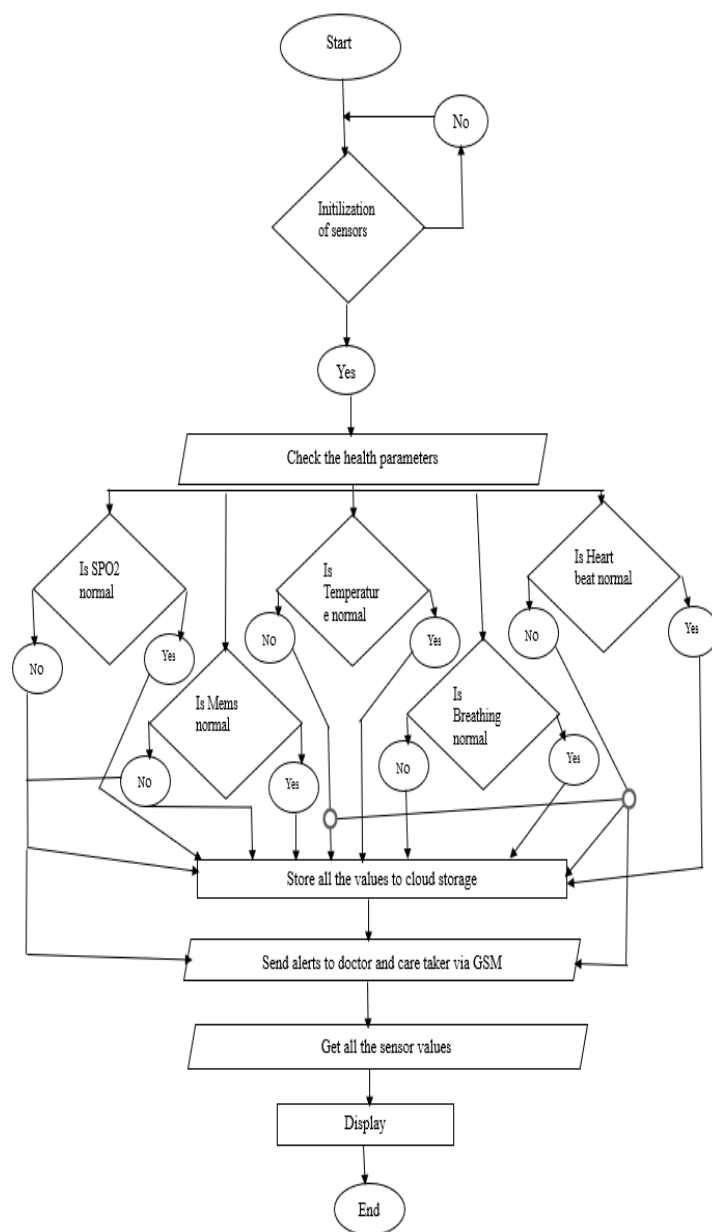 Start
No
Initilization
of sensors
Yes
Check the health parameters
Is SPO2
normal
Is
Temperatur
e normal
Is Heart
beat normal
No
Yes
No
Yes
No
Yes
Is Mems
normal
Is
Breathing
normal
No
Yes
No
Yes
Store all the values to cloud storage
Send alerts to doctor and care taker via GSM
Get all the sensor values
Display
End